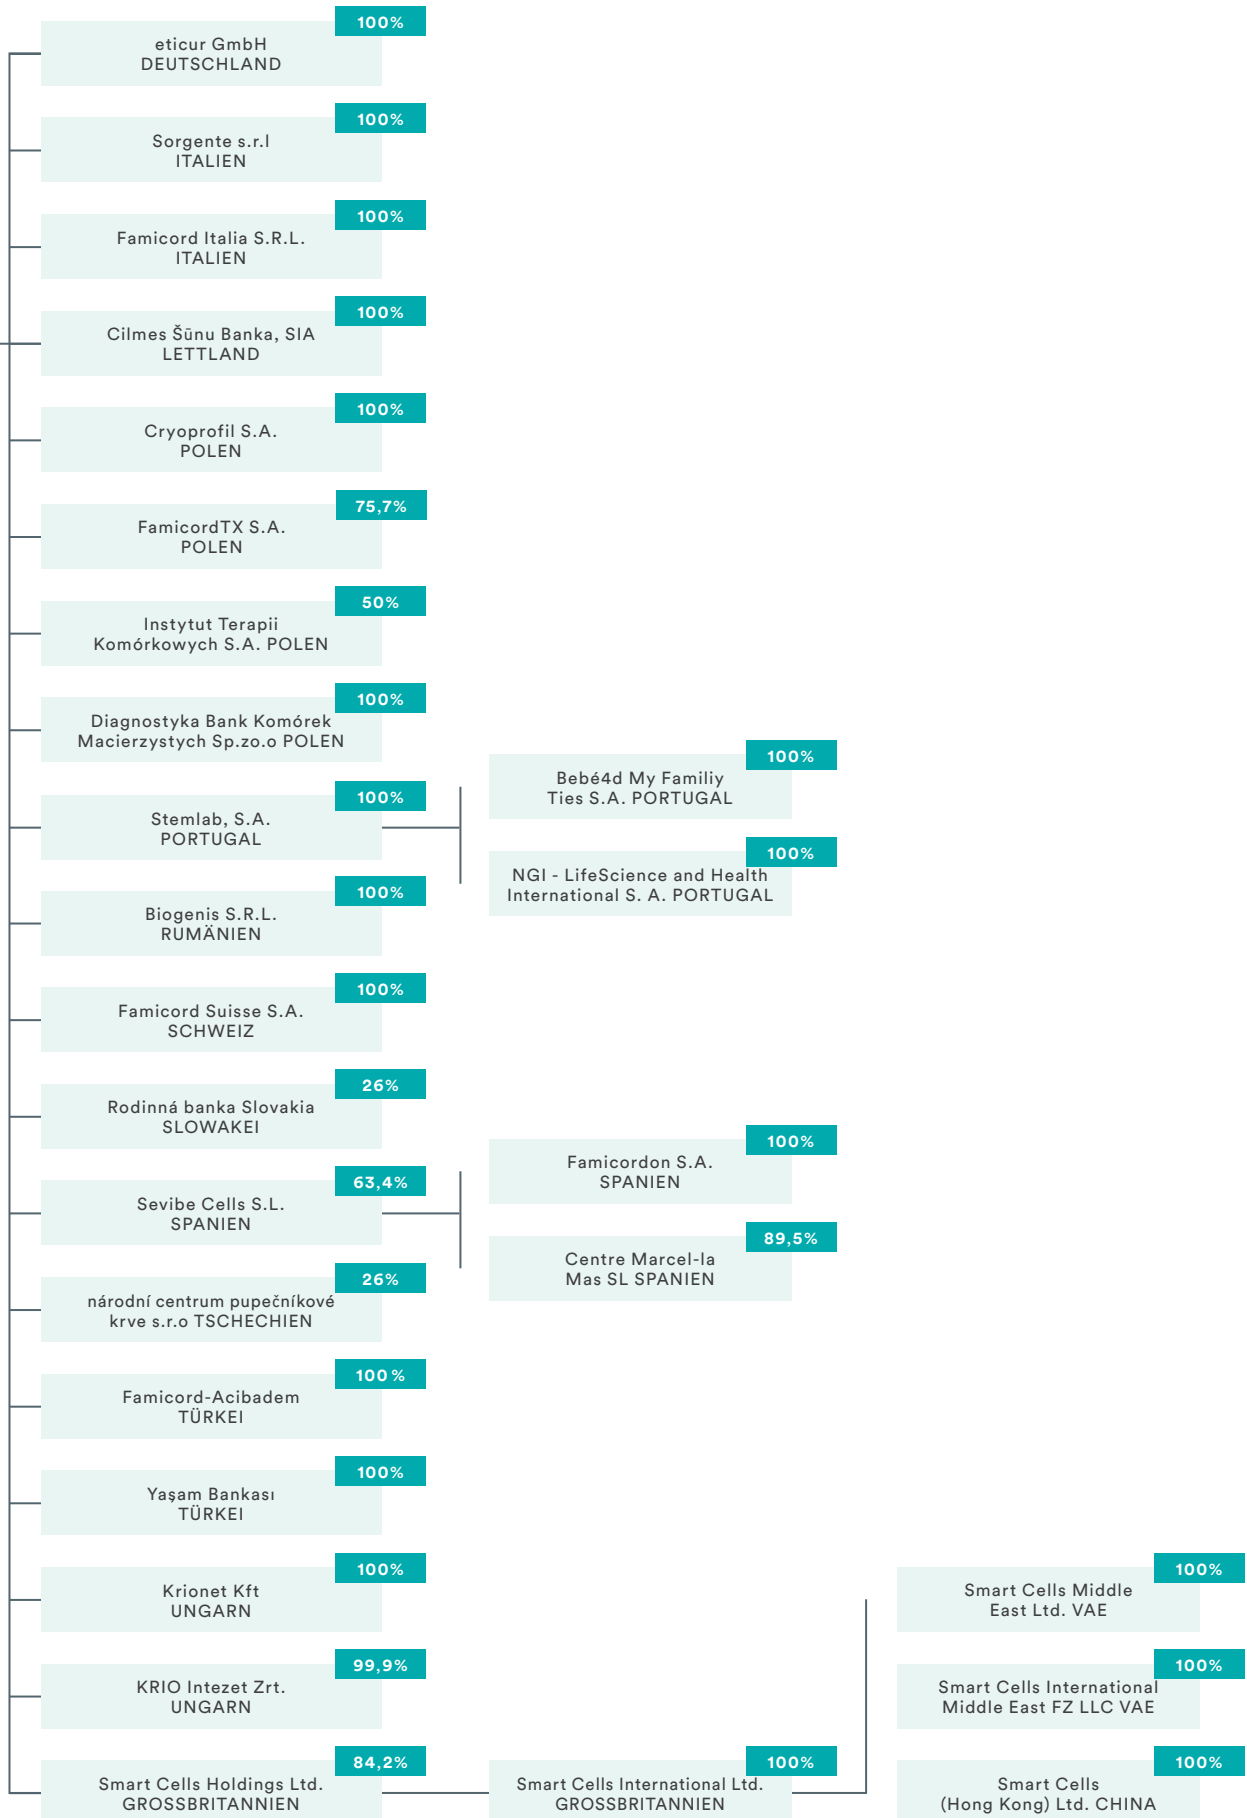 100%
eticur GmbH
DEUTSCHLAND
100%
Sorgente s.r.l
ITALIEN
100%
Famicord Italia S.R.L.
ITALIEN
100%
Cilmes Šūnu Banka, SIA
LETTLAND
100%
Cryoprofil S.A.
POLEN
75,7%
FamicordTX S.A.
POLEN
50%
Instytut Terapii
Komórkowych S.A. POLEN
100%
Diagnostyka Bank Komórek
Macierzystych Sp.zo.o POLEN
100%
Stemlab, S.A.
PORTUGAL
100%
Bebé4d My Familiy
Ties S.A. PORTUGAL
100%
NGI - LifeScience and Health
International S. A. PORTUGAL
100%
Biogenis S.R.L.
RUMÄNIEN
100%
Famicord Suisse S.A.
SCHWEIZ
26%
Rodinná banka Slovakia
SLOWAKEI
63,4%
Sevibe Cells S.L.
SPANIEN
100%
Famicordon S.A.
SPANIEN
89,5%
Centre Marcel-la
Mas SL SPANIEN
26%
národní centrum pupečníkové
krve s.r.o TSCHECHIEN
100%
Famicord-Acibadem
TÜRKEI
100%
Yaşam Bankası
TÜRKEI
100%
Krionet Kft
UNGARN
99,9%
KRIO Intezet Zrt.
UNGARN
84,2%
Smart Cells Holdings Ltd.
GROSSBRITANNIEN
100%
Smart Cells International Ltd.
GROSSBRITANNIEN
100%
Smart Cells Middle
East Ltd. VAE
100%
Smart Cells International
Middle East FZ LLC VAE
100%
Smart Cells
(Hong Kong) Ltd. CHINA